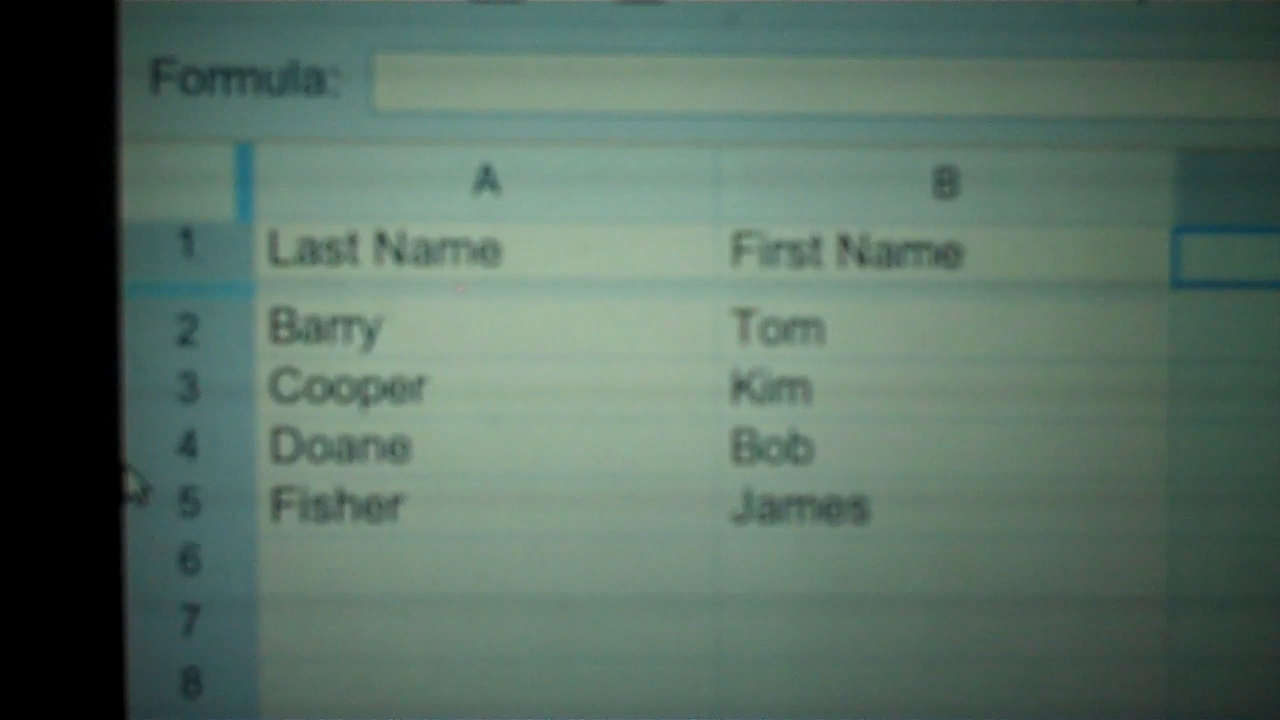 Formula:
A B
1 Last Name First Name
2 Barry Tom
3 Cooper Kim
4 Doane Bob
5 Fisher James
6
7
8